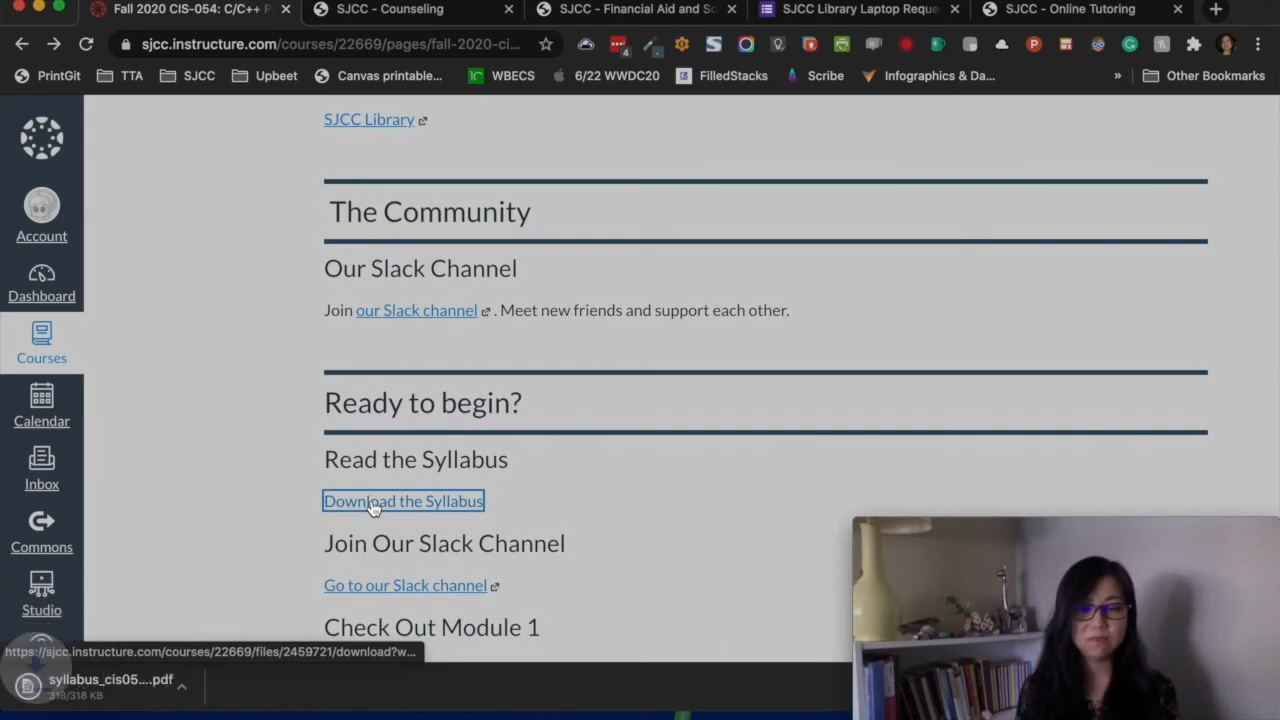 Fall 2020 CIS-054: C/C++ P
SJCC - Counseling
SJCC - Financial Aid and Sc
SJCC Library Laptop Reque
SJCC - Online Tutoring
sjcc.instructure.com/courses/22669/pages/fall-2020-ci...
4
PrintGit
TTA
SJCC
Upbeet
Canvas printable...
WBECS
6/22 WWDC20
FilledStacks
Scribe
Infographics & Da...
»
Other Bookmarks
SJCC Library
The Community
Our Slack Channel
Join our Slack channel . Meet new friends and support each other.
Ready to begin?
Read the Syllabus
Download the Syllabus
Join Our Slack Channel
Go to our Slack channel
Check Out Module 1
Account
Dashboard
Courses
Calendar
Inbox
Commons
Studio
https://sjcc.instructure.com/courses/22669/files/2459721/download?w...
syllabus_cis05....pdf
318/318 KB